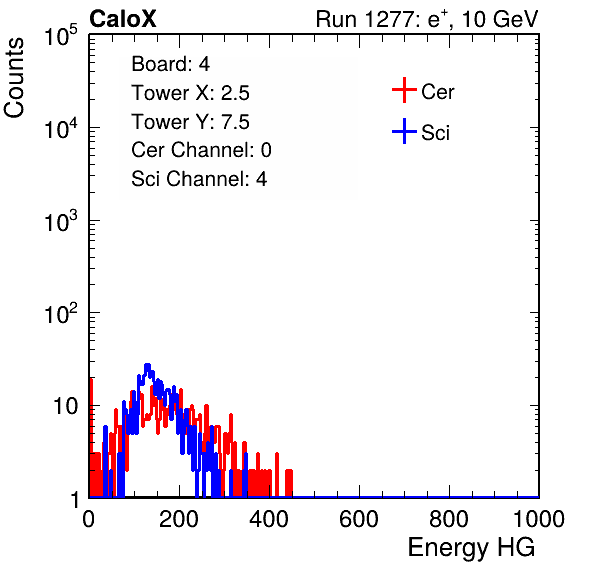 CaloX Run 1277: e⁺, 10 GeV
Counts
Board: 4
Tower X: 2.5
Tower Y: 7.5
Cer Channel: 0
Sci Channel: 4
Cer
Sci
10⁵
10⁴
10³
10²
10
1
0 200 400 600 800 1000
Energy HG